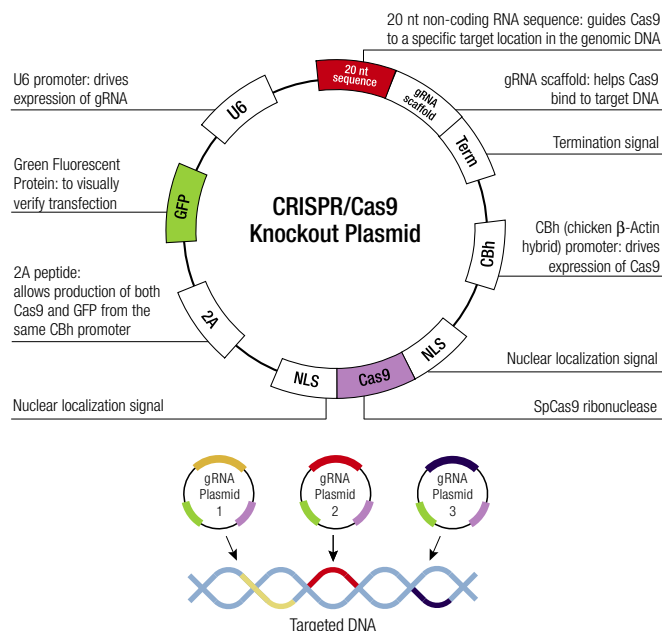 20 nt non-coding RNA sequence: guides Cas9
to a specific target location in the genomic DNA
U6 promoter: drives
expression of gRNA
gRNA scaffold: helps Cas9
bind to target DNA
Termination signal
Green Fluorescent
Protein: to visually
verify transfection
CBh (chicken β-Actin
hybrid) promoter: drives
expression of Cas9
2A peptide:
allows production of both
Cas9 and GFP from the
same CBh promoter
Nuclear localization signal
Nuclear localization signal
SpCas9 ribonuclease
CRISPR/Cas9
Knockout Plasmid
20 nt
sequence
gRNA
scaffold
Term
CBh
NLS
Cas9
NLS
2A
GFP
U6
gRNA
Plasmid
1
gRNA
Plasmid
2
gRNA
Plasmid
3
Targeted DNA